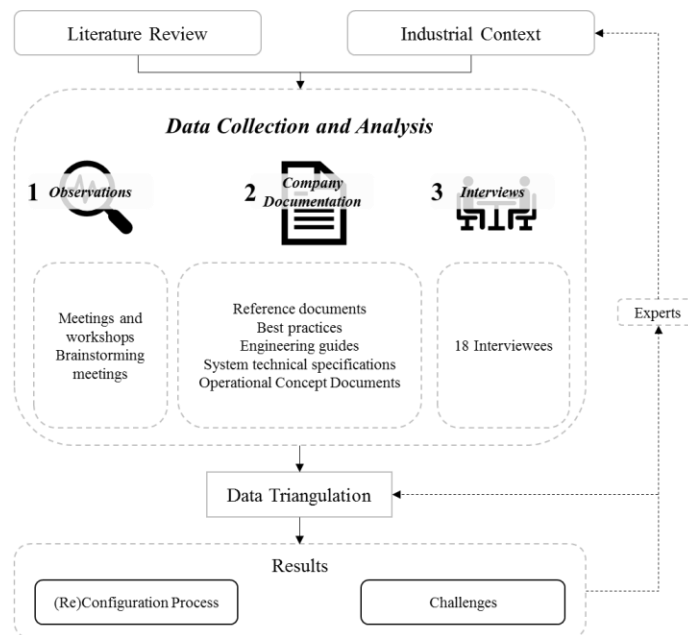 Literature Review
Industrial Context
Data Collection and Analysis
1 Observations
2 Company
Documentation
3 Interviews
Meetings and
workshops
Brainstorming
meetings
Reference documents
Best practices
Engineering guides
System technical specifications
Operational Concept Documents
18 Interviewees
Experts
Data Triangulation
Results
(Re)Configuration Process
Challenges